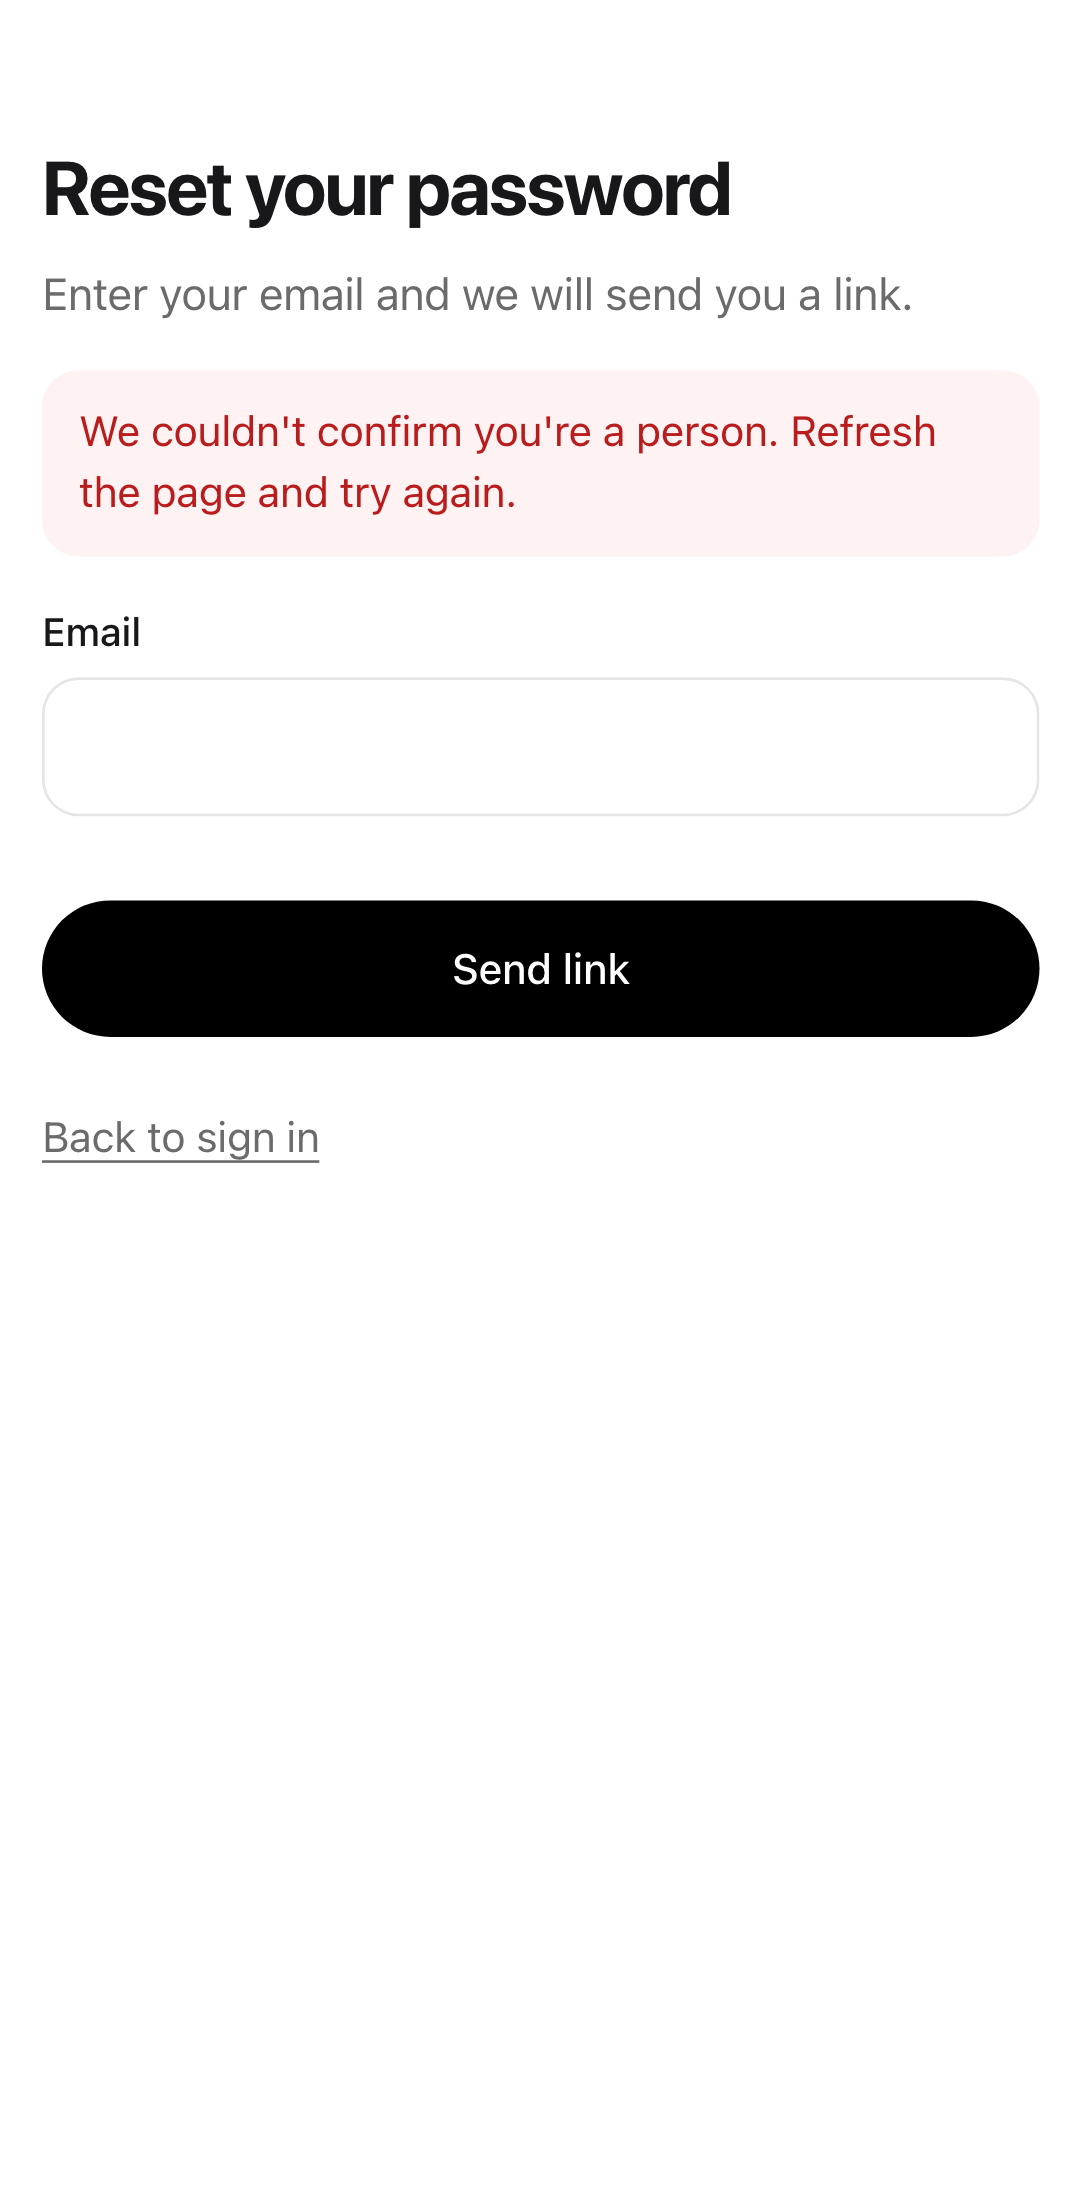 Reset your password
Enter your email and we will send you a link.
We couldn't confirm you're a person. Refresh
the page and try again.
Email
Send link
Back to sign in